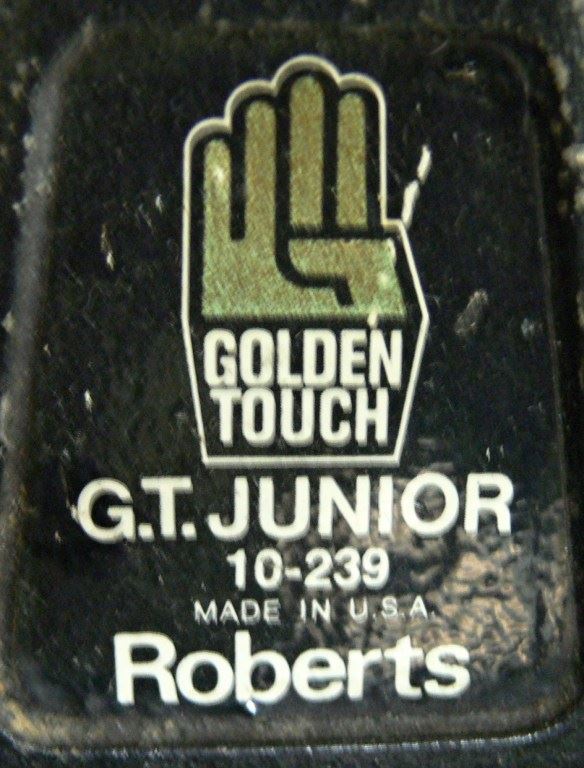 GOLDEN
TOUCH
G.T. JUNIOR
10-239
MADE IN U.S.A.
Roberts